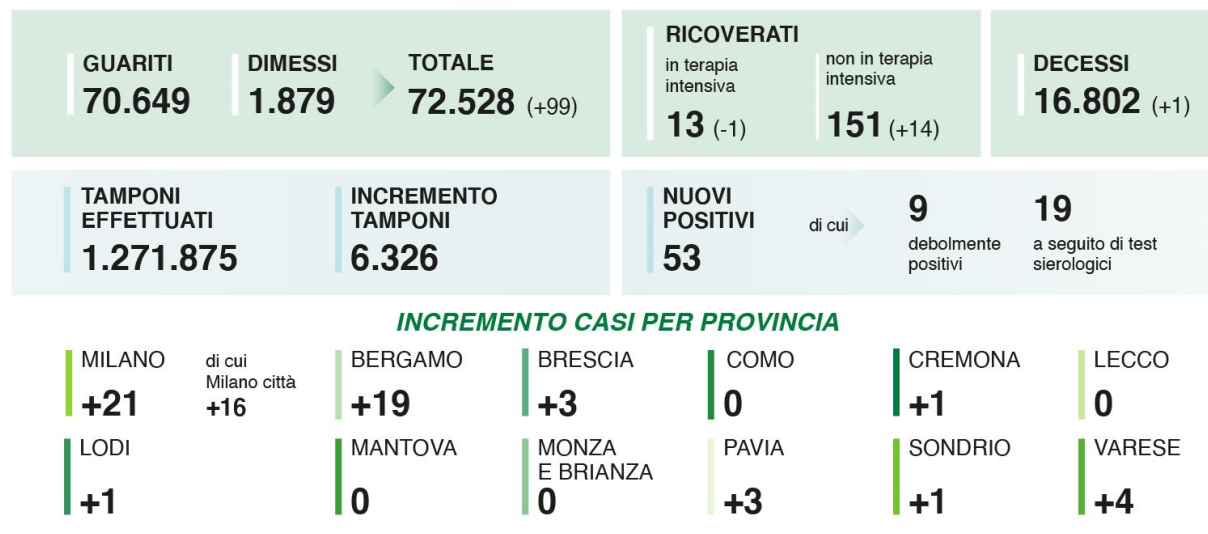 GUARITI
70.649
DIMESSI
1.879
TOTALE
72.528 (+99)
RICOVERATI
in terapia
intensiva
13 (-1)
non in terapia
intensiva
151 (+14)
DECESSI
16.802 (+1)
TAMPONI
EFFETTUATI
1.271.875
INCREMENTO
TAMPONI
6.326
NUOVI
POSITIVI
53
di cui
9
debolmente
positivi
19
a seguito di test
sierologici
INCREMENTO CASI PER PROVINCIA
MILANO
+21
di cui
Milano città
+16
BERGAMO
+19
BRESCIA
+3
COMO
0
CREMONA
+1
LECCO
0
LODI
+1
MANTOVA
0
MONZA
E BRIANZA
0
PAVIA
+3
SONDRIO
+1
VARESE
+4